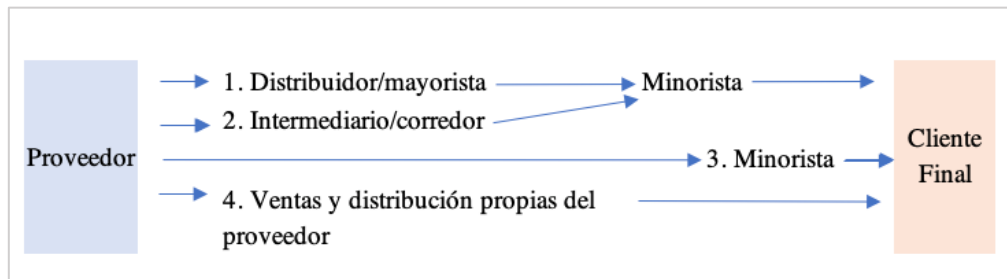 Proveedor
1. Distribuidor/mayorista
Minorista
2. Intermediario/corredor
3. Minorista
4. Ventas y distribución propias del
proveedor
Cliente
Final